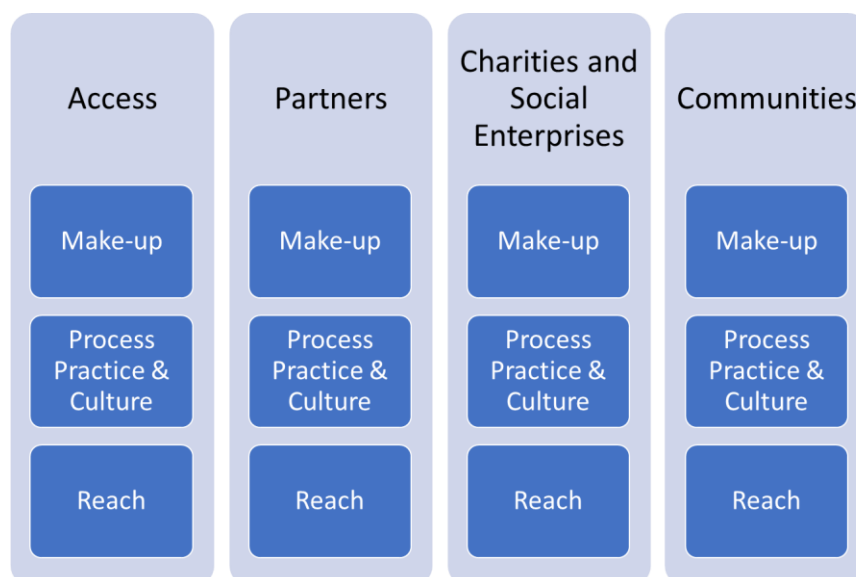 Access
Make-up
Process
Practice &
Culture
Reach
Partners
Make-up
Process
Practice &
Culture
Reach
Charities and
Social
Enterprises
Make-up
Process
Practice &
Culture
Reach
Communities
Make-up
Process
Practice &
Culture
Reach